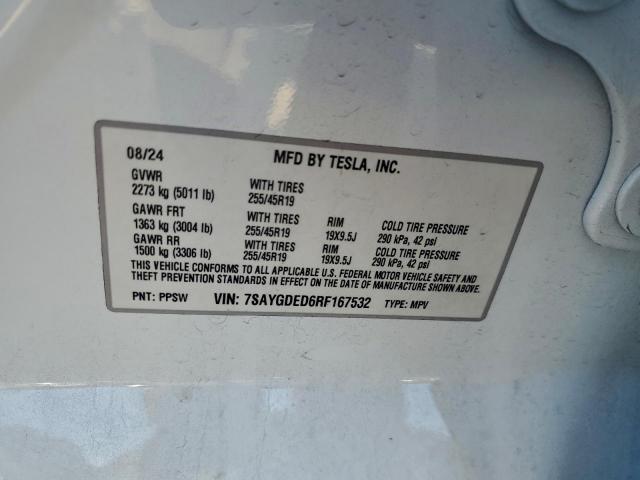 08/24 MFD BY TESLA, INC.
GVWR
2273 kg (5011 lb) WITH TIRES 255/45R19
GAWR FRT
1363 kg (3004 lb) WITH TIRES 255/45R19 RIM 19X9.5J COLD TIRE PRESSURE 290 kPa, 42 psi
GAWR RR
1500 kg (3306 lb) WITH TIRES 255/45R19 RIM 19X9.5J COLD TIRE PRESSURE 290 kPa, 42 psi
THIS VEHICLE CONFORMS TO ALL APPLICABLE U.S. FEDERAL MOTOR VEHICLE SAFETY AND
THEFT PREVENTION STANDARDS IN EFFECT ON THE DATE OF MANUFACTURE SHOWN ABOVE.
PNT: PPSW VIN: 7SAYGDED6RF167532 TYPE: MPV